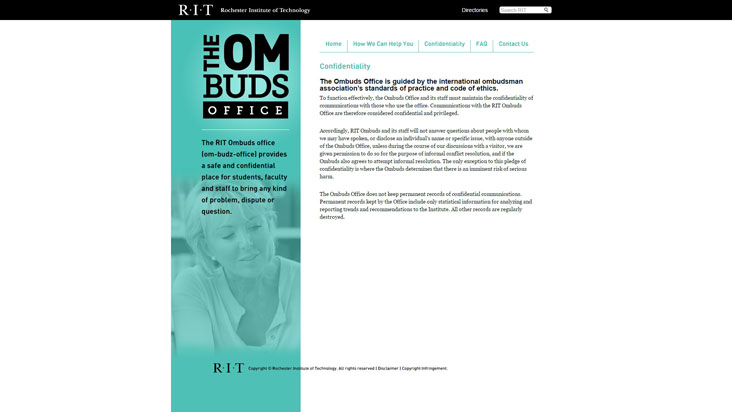 R·I·T Rochester Institute of Technology
Directories
Search RIT
THE OMBUDS OFFICE
The RIT Ombuds office
(om-budz-office) provides
a safe and confidential
place for students, faculty
and staff to bring any kind
of problem, dispute or
question.
Home
How We Can Help You
Confidentiality
FAQ
Contact Us
Confidentiality
The Ombuds Office is guided by the international ombudsman
association's standards of practice and code of ethics.
To function effectively, the Ombuds Office and its staff must maintain the confidentiality of
communications with those who use the office. Communications with the RIT Ombuds
Office are therefore considered confidential and privileged.
Accordingly, RIT Ombuds and its staff will not answer questions about people with whom
we may have spoken, or disclose an individual's name or specific issue, with anyone outside
of the Ombuds Office, unless during the course of our discussions with a visitor, we are
given permission to do so for the purpose of informal conflict resolution, and if the
Ombuds also agrees to attempt informal resolution. The only exception to this pledge of
confidentiality is where the Ombuds determines that there is an imminent risk of serious
harm.
The Ombuds Office does not keep permanent records of confidential communications.
Permanent records kept by the Office include only statistical information for analyzing and
reporting trends and recommendations to the Institute. All other records are regularly
destroyed.
R·I·T Copyright © Rochester Institute of Technology. All rights reserved | Disclaimer | Copyright Infringement.